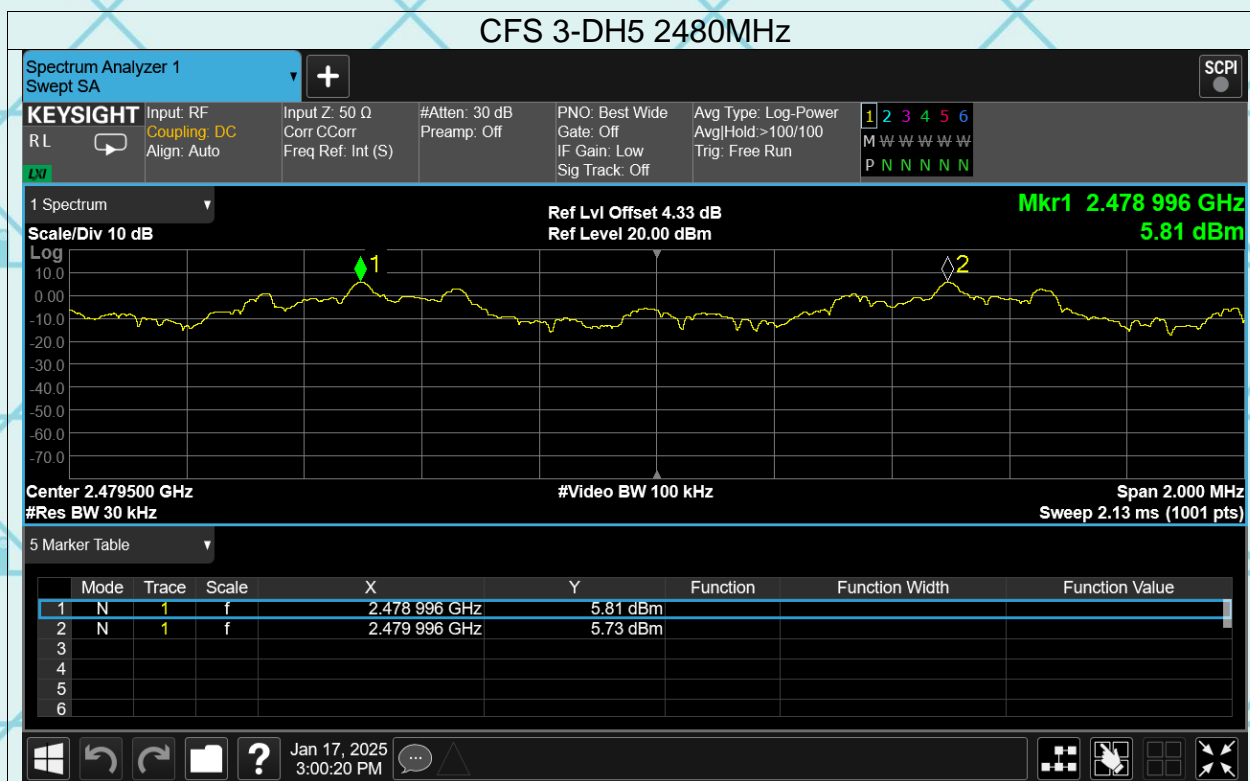 CFS 3-DH5 2480MHz
Spectrum Analyzer 1
Swept SA
+
SCPI
KEYSIGHT
RL
LXI
Input: RF
Coupling: DC
Align: Auto
Input Z: 50 Ω
Corr CCorr
Freq Ref: Int (S)
#Atten: 30 dB
Preamp: Off
PNO: Best Wide
Gate: Off
IF Gain: Low
Sig Track: Off
Avg Type: Log-Power
Avg|Hold:>100/100
Trig: Free Run
1 2 3 4 5 6
M W W W W W
P N N N N N
1 Spectrum
Scale/Div 10 dB
Ref Lvl Offset 4.33 dB
Ref Level 20.00 dBm
Mkr1 2.478 996 GHz
5.81 dBm
Log
10.0
0.00
-10.0
-20.0
-30.0
-40.0
-50.0
-60.0
-70.0
1
2
Center 2.479500 GHz
#Res BW 30 kHz
#Video BW 100 kHz
Span 2.000 MHz
Sweep 2.13 ms (1001 pts)
5 Marker Table
Mode Trace Scale X Y Function Function Width Function Value
1 N 1 f 2.478 996 GHz 5.81 dBm
2 N 1 f 2.479 996 GHz 5.73 dBm
3
4
5
6
?
Jan 17, 2025
3:00:20 PM